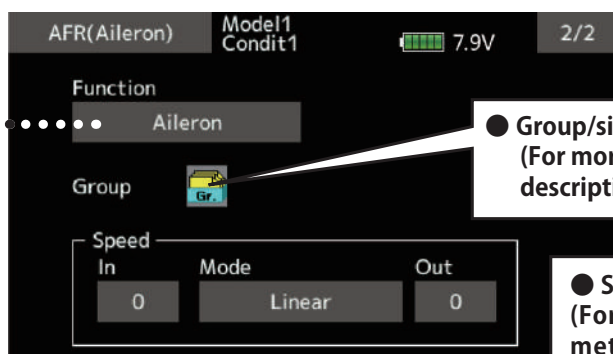 AFR(Aileron) Model1 7.9V 2/2
Condit1
Function
Aileron
● Group/si
(For mor
descripti
Group Gr.
Speed
In Mode Out
0 Linear 0
● S
(For
met